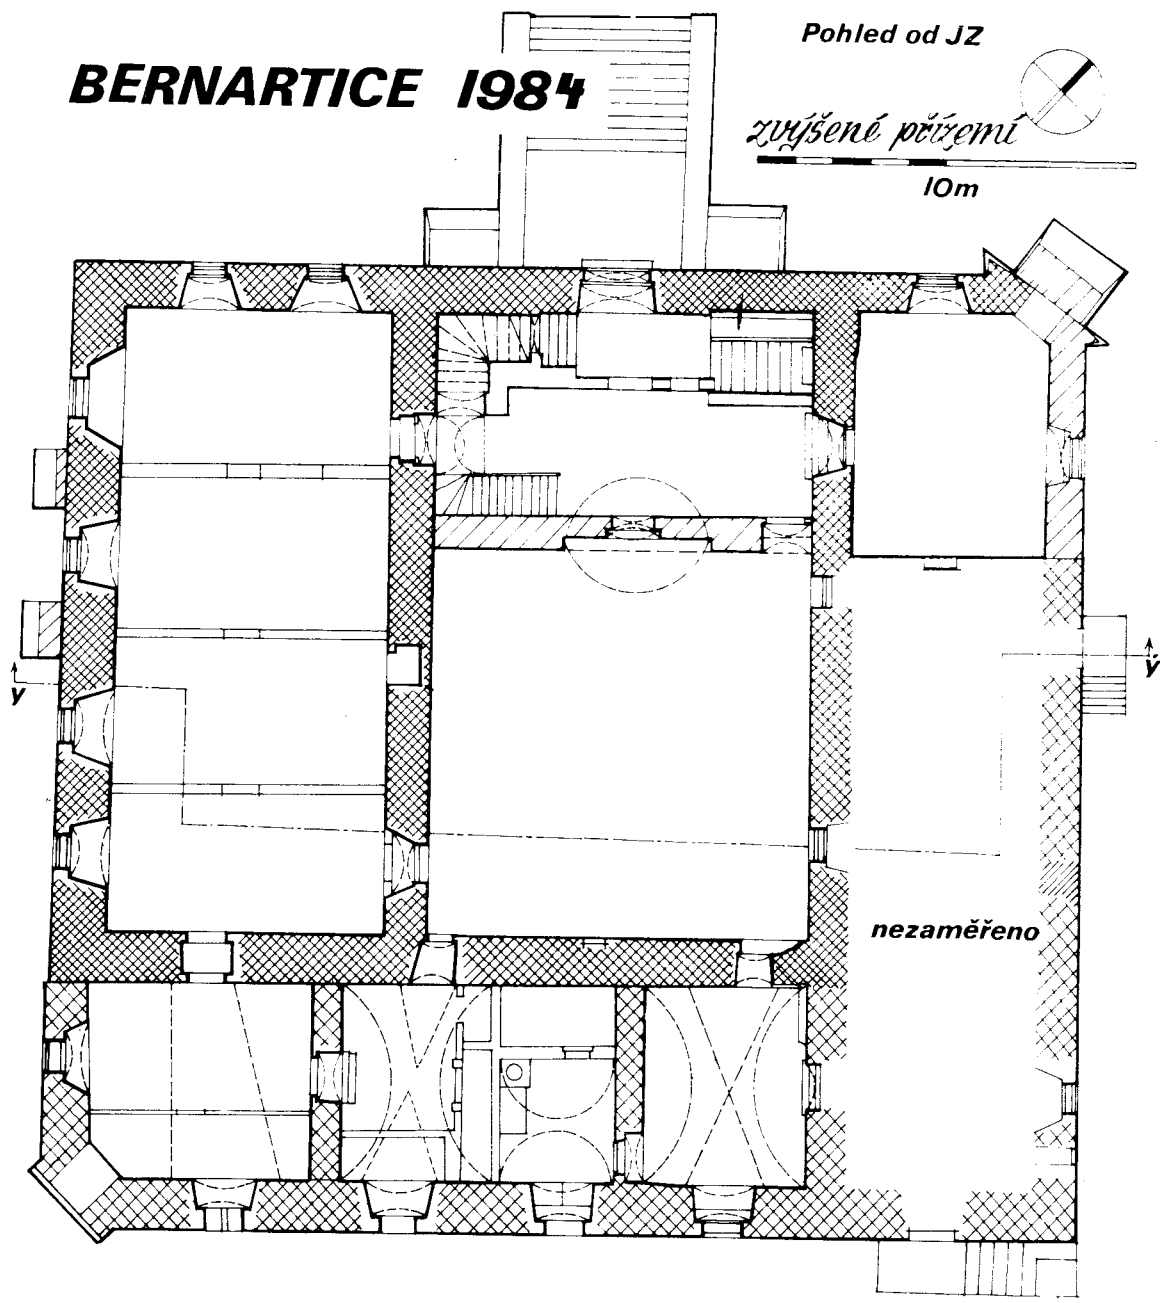 BERNARTICE 1984
Pohled od JZ
zvýšené přízemí
10m
y
ý
nezaměřeno